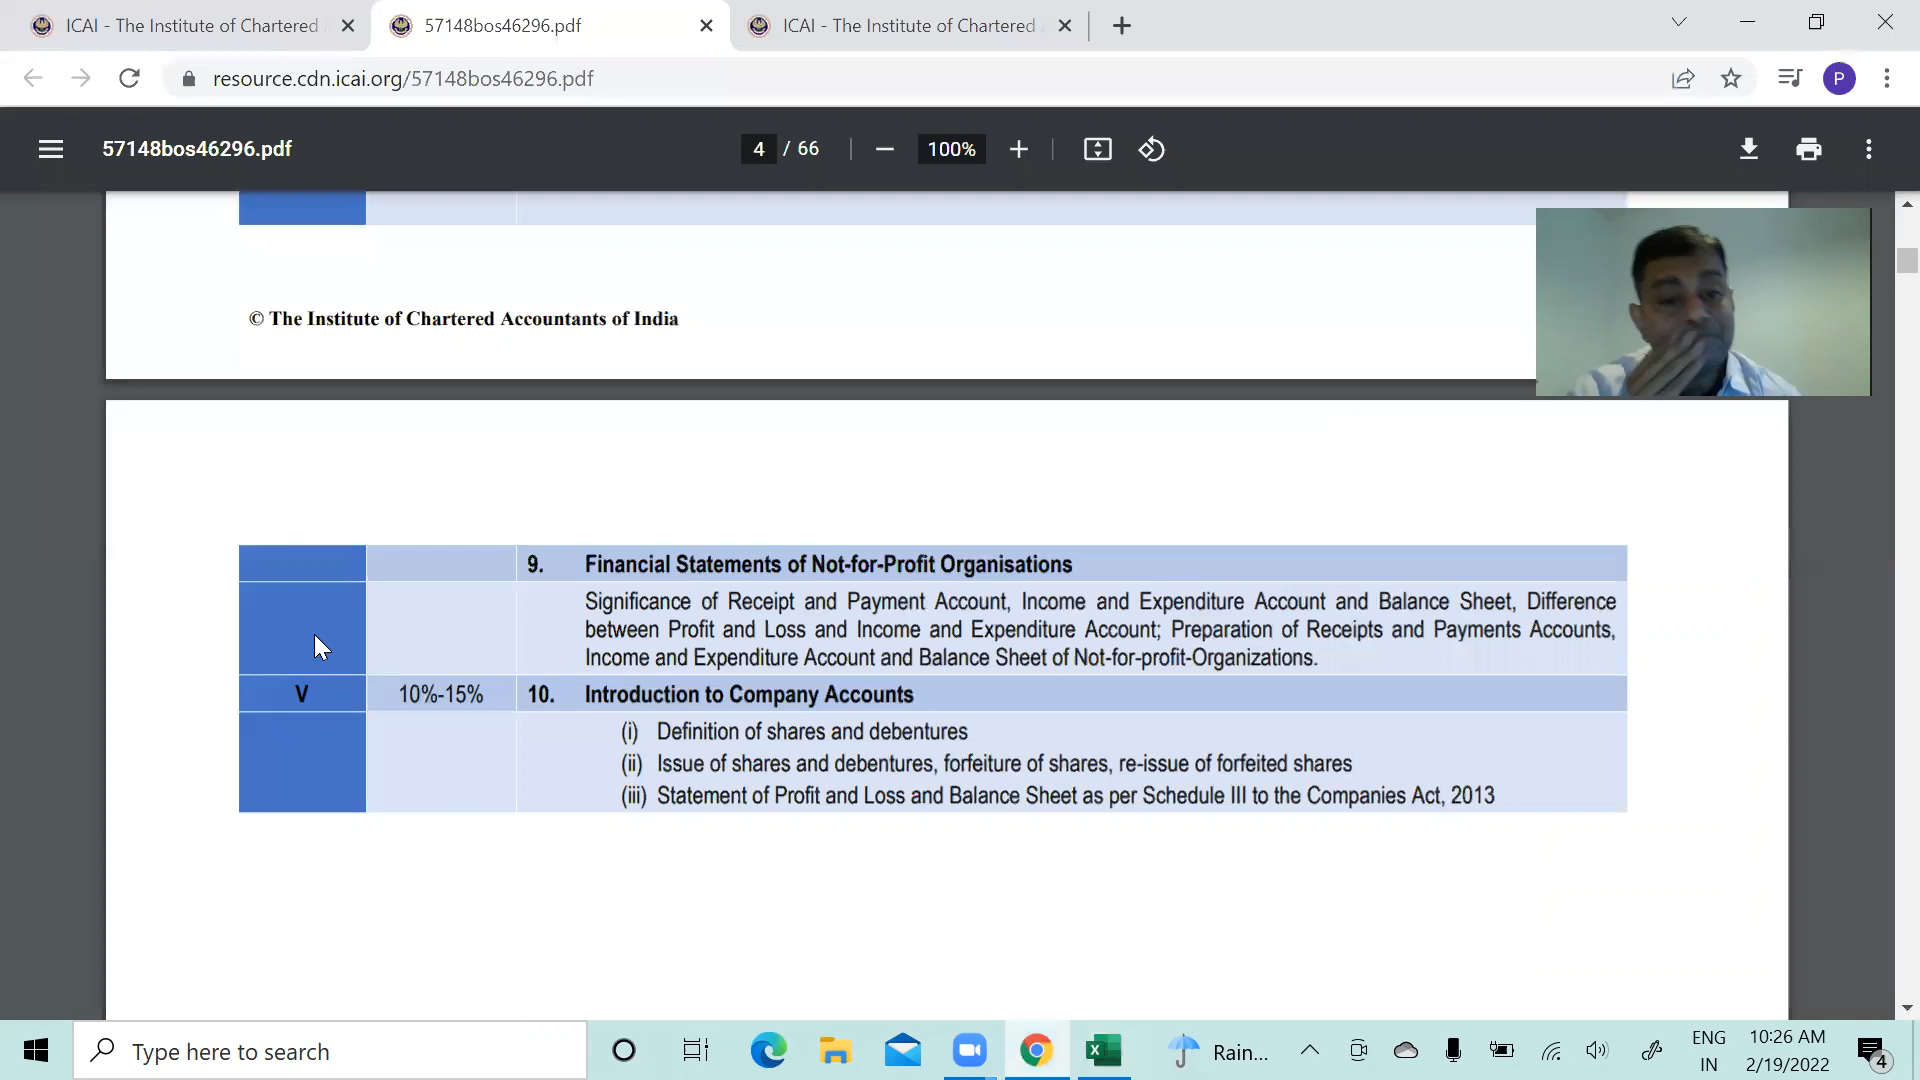 ICAI - The Institute of Chartered
57148bos46296.pdf
ICAI - The Institute of Chartered
resource.cdn.icai.org/57148bos46296.pdf
P
57148bos46296.pdf
4 / 66
100%
© The Institute of Chartered Accountants of India
9. Financial Statements of Not-for-Profit Organisations
Significance of Receipt and Payment Account, Income and Expenditure Account and Balance Sheet, Difference
between Profit and Loss and Income and Expenditure Account; Preparation of Receipts and Payments Accounts,
Income and Expenditure Account and Balance Sheet of Not-for-profit-Organizations.
V 10%-15% 10. Introduction to Company Accounts
(i) Definition of shares and debentures
(ii) Issue of shares and debentures, forfeiture of shares, re-issue of forfeited shares
(iii) Statement of Profit and Loss and Balance Sheet as per Schedule III to the Companies Act, 2013
Type here to search
Rain...
ENG
IN
10:26 AM
2/19/2022
4